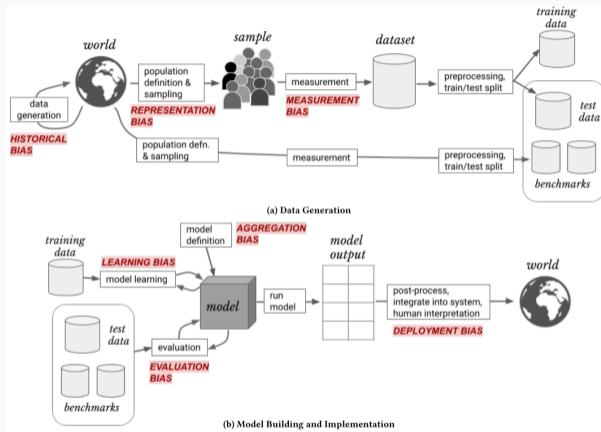 world
sample
dataset
training
data
population
definition &
sampling
measurement
preprocessing,
train/test split
data
generation
REPRESENTATION
BIAS
MEASUREMENT
BIAS
test
data
HISTORICAL
BIAS
population defn.
& sampling
measurement
preprocessing,
train/test split
benchmarks
(a) Data Generation
training
data
model
definition
AGGREGATION
BIAS
model
output
world
LEARNING BIAS
model learning
model
run
model
post-process,
integrate into system,
human interpretation
DEPLOYMENT BIAS
test
data
evaluation
EVALUATION
BIAS
benchmarks
(b) Model Building and Implementation